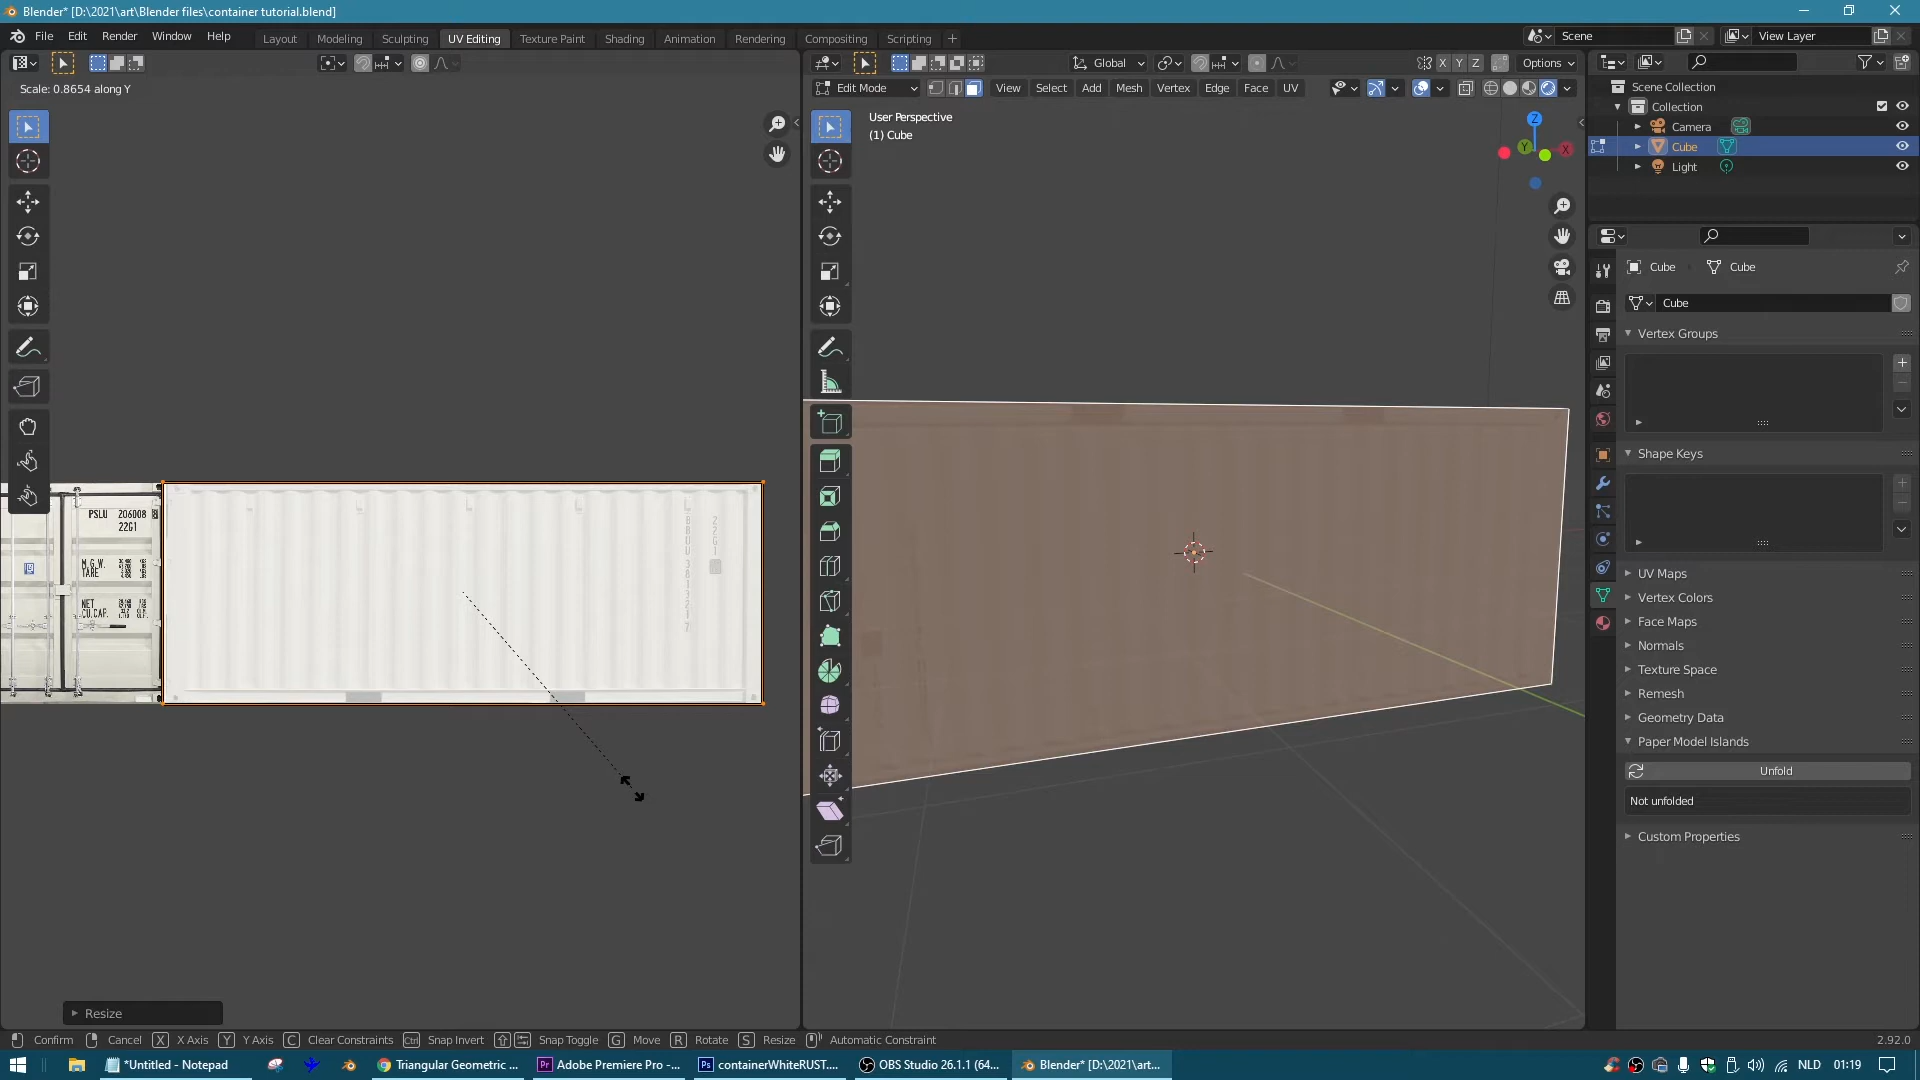 Blender* [D:\2021\art\Blender files\container tutorial.blend]
File Edit Render Window Help
Layout Modeling Sculpting UV Editing Texture Paint Shading Animation Rendering Compositing Scripting
Scene
View Layer
Global
X Y Z
Options
Scale: 0.8654 along Y
Edit Mode
View Select Add Mesh Vertex Edge Face UV
User Perspective
(1) Cube
Z
Y
X
Scene Collection
Collection
Camera
Cube
Light
Cube
Cube
Cube
Vertex Groups
Shape Keys
UV Maps
Vertex Colors
Face Maps
Normals
Texture Space
Remesh
Geometry Data
Paper Model Islands
Unfold
Not unfolded
Custom Properties
PSLU 206008 8
22G1
M.G.W.
TARE
NET
CU.CAP.
22G1
Resize
Confirm
Cancel
X X Axis
Y Y Axis
C Clear Constraints
Ctrl Snap Invert
Snap Toggle
G Move
R Rotate
S Resize
Automatic Constraint
2.92.0
*Untitled - Notepad
Triangular Geometric ...
Adobe Premiere Pro -...
containerWhiteRUST....
OBS Studio 26.1.1 (64...
Blender* [D:\2021\art...
NLD
01:19